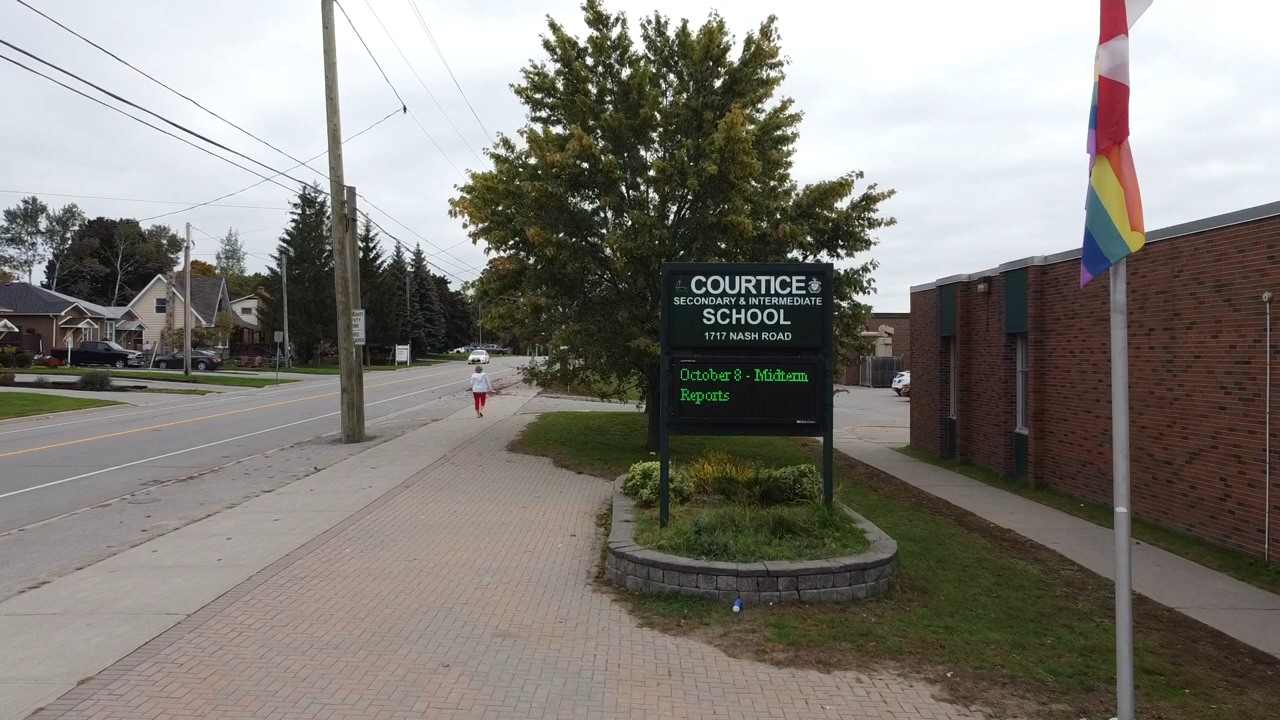 COURTICE
SECONDARY & INTERMEDIATE
SCHOOL
1717 NASH ROAD
October 8 - Midterm
Reports